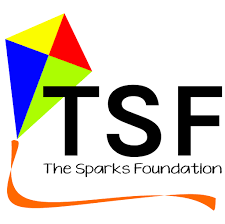 TSF
The Sparks Foundation